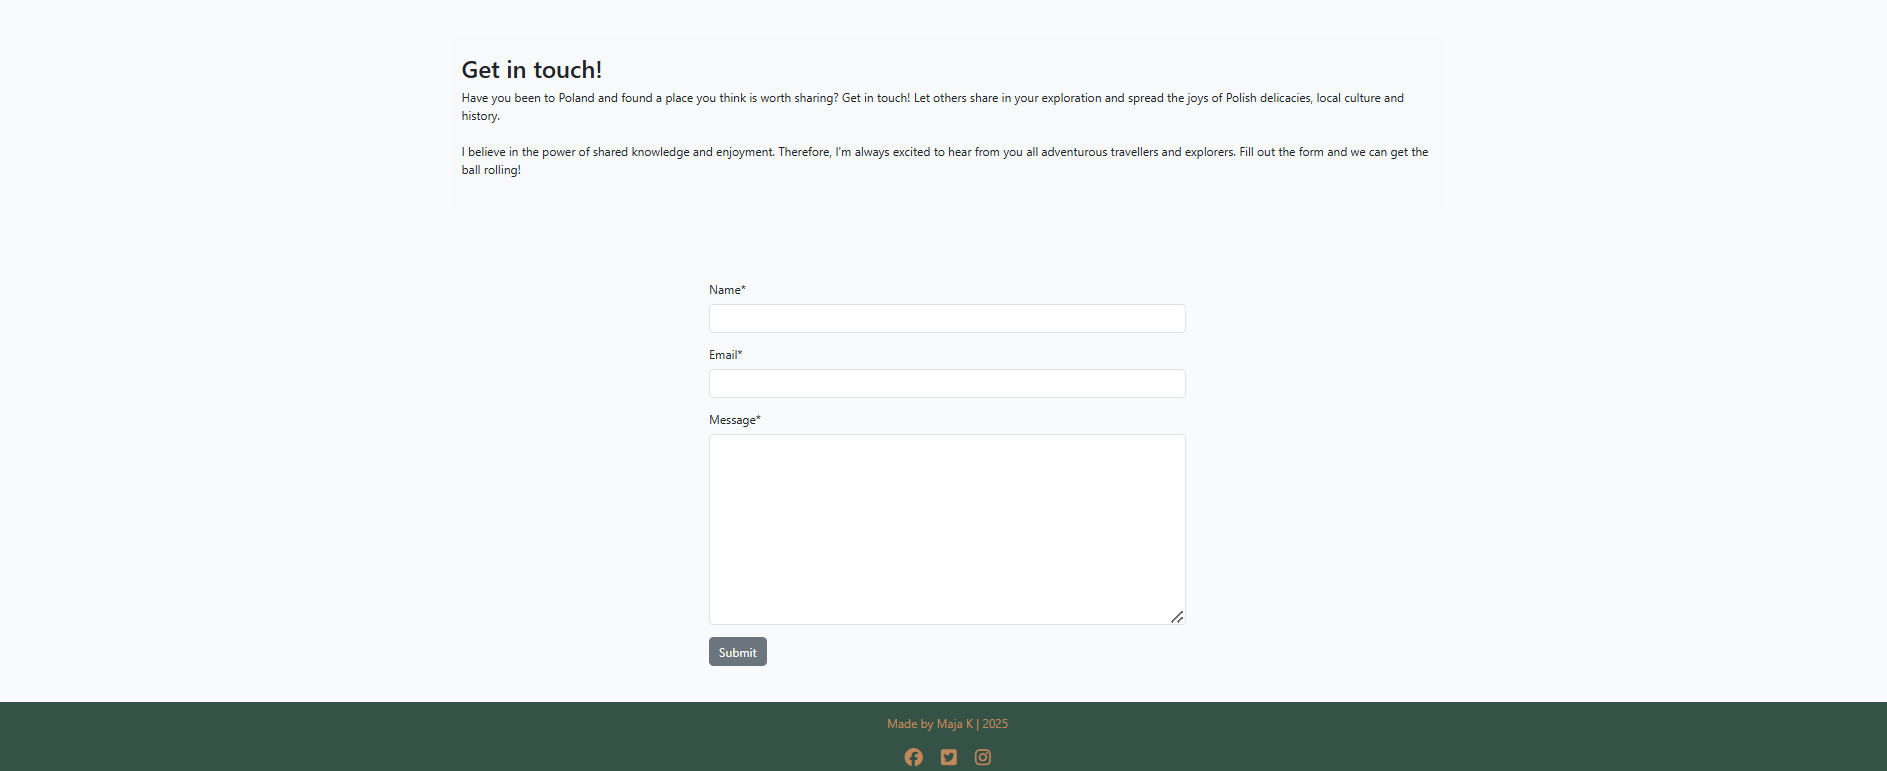 Get in touch!
Have you been to Poland and found a place you think is worth sharing? Get in touch! Let others share in your exploration and spread the joys of Polish delicacies, local culture and
history.
I believe in the power of shared knowledge and enjoyment. Therefore, I'm always excited to hear from you all adventurous travellers and explorers. Fill out the form and we can get the
ball rolling!
Name*
Email*
Message*
Submit
Made by Maja K | 2025